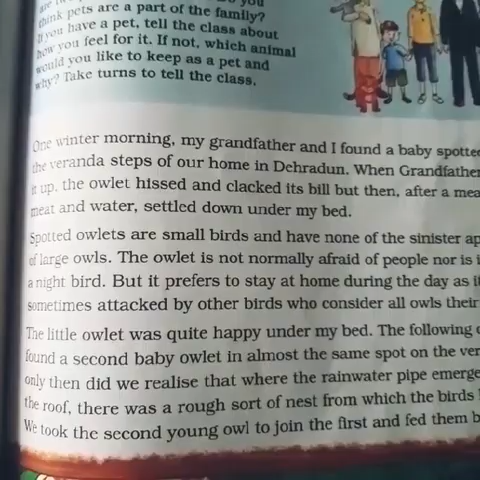 think pets are a part of the family?
If you have a pet, tell the class about
how you feel for it. If not, which animal
would you like to keep as a pet and
why? Take turns to tell the class.
One winter morning, my grandfather and I found a baby spotted
the veranda steps of our home in Dehradun. When Grandfather
it up, the owlet hissed and clacked its bill but then, after a
meat and water, settled down under my bed.
Spotted owlets are small birds and have none of the sinister
of large owls. The owlet is not normally afraid of people nor is
a night bird. But it prefers to stay at home during the day as
sometimes attacked by other birds who consider all owls their
The little owlet was quite happy under my bed. The following
found a second baby owlet in almost the same spot on the
only then did we realise that where the rainwater pipe
the roof, there was a rough sort of nest from which the birds
We took the second young owl to join the first and fed them